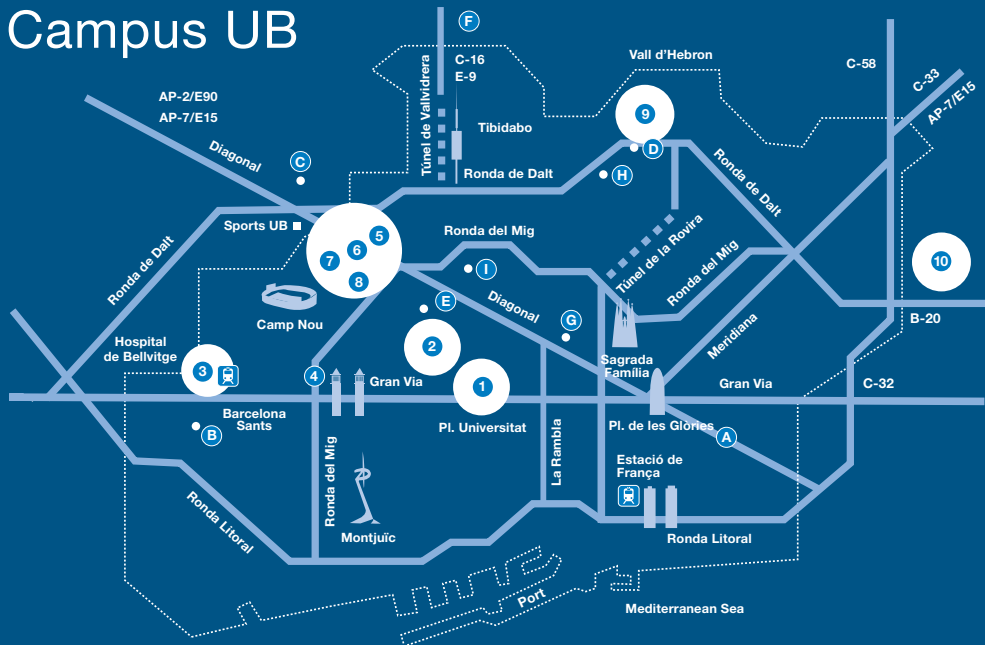 Campus UB
F
C-16
E-9
Túnel de Vallvidrera
Vall d’Hebron
C-58
C-33
AP-7/E15
AP-2/E90
AP-7/E15
Diagonal
Tibidabo
9
C
D
H
Ronda de Dalt
Ronda de Dalt
Sports UB
5
6
7
8
Ronda del Mig
Túnel de la Rovira
Ronda del Mig
10
Ronda de Dalt
I
E
Diagonal
G
Camp Nou
Meridiana
B-20
Hospital
de Bellvitge
3
4
2
1
Gran Via
Sagrada
Família
Gran Via
C-32
Barcelona
Sants
B
Pl. Universitat
Pl. de les Glòries
A
La Rambla
Ronda del Mig
Estació de
França
Ronda Litoral
Montjuïc
Ronda Litoral
Port
Mediterranean Sea